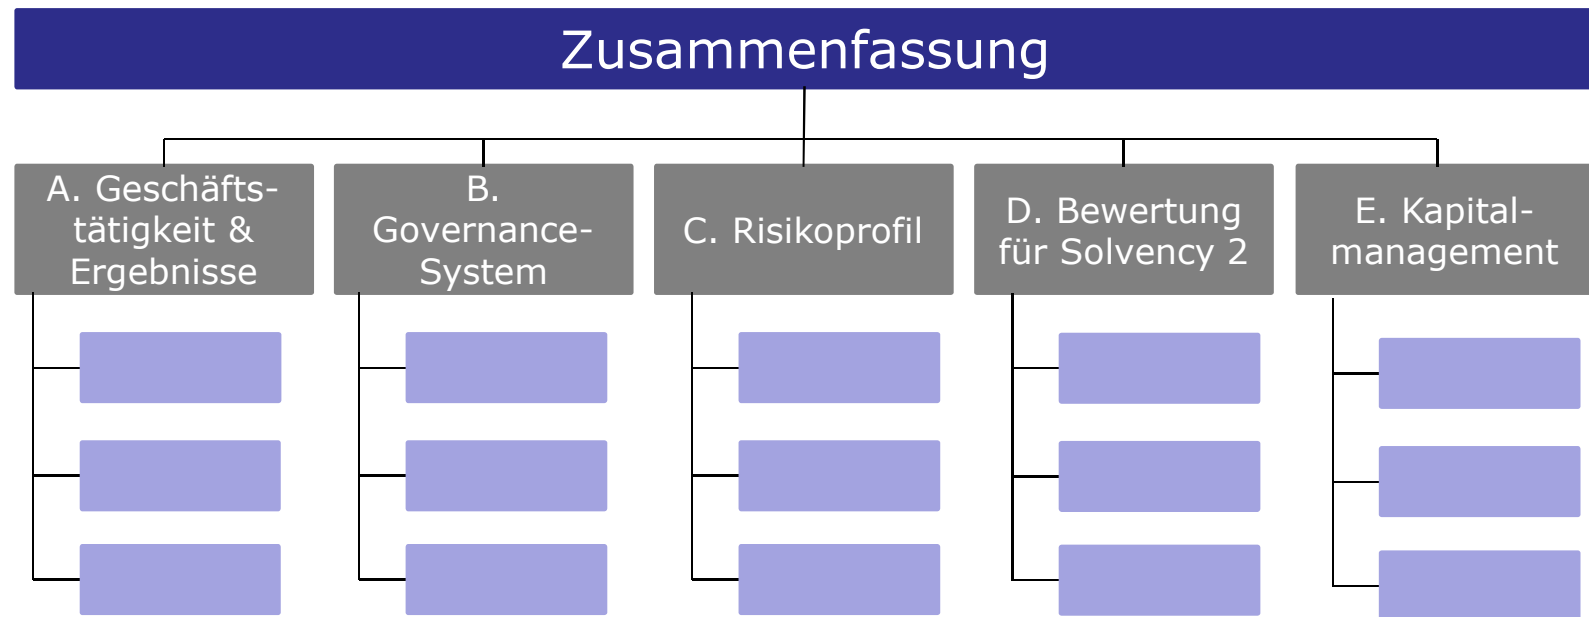 Zusammenfassung
A. Geschäfts-
tätigkeit &
Ergebnisse
B.
Governance-
System
C. Risikoprofil
D. Bewertung
für Solvency 2
E. Kapital-
management